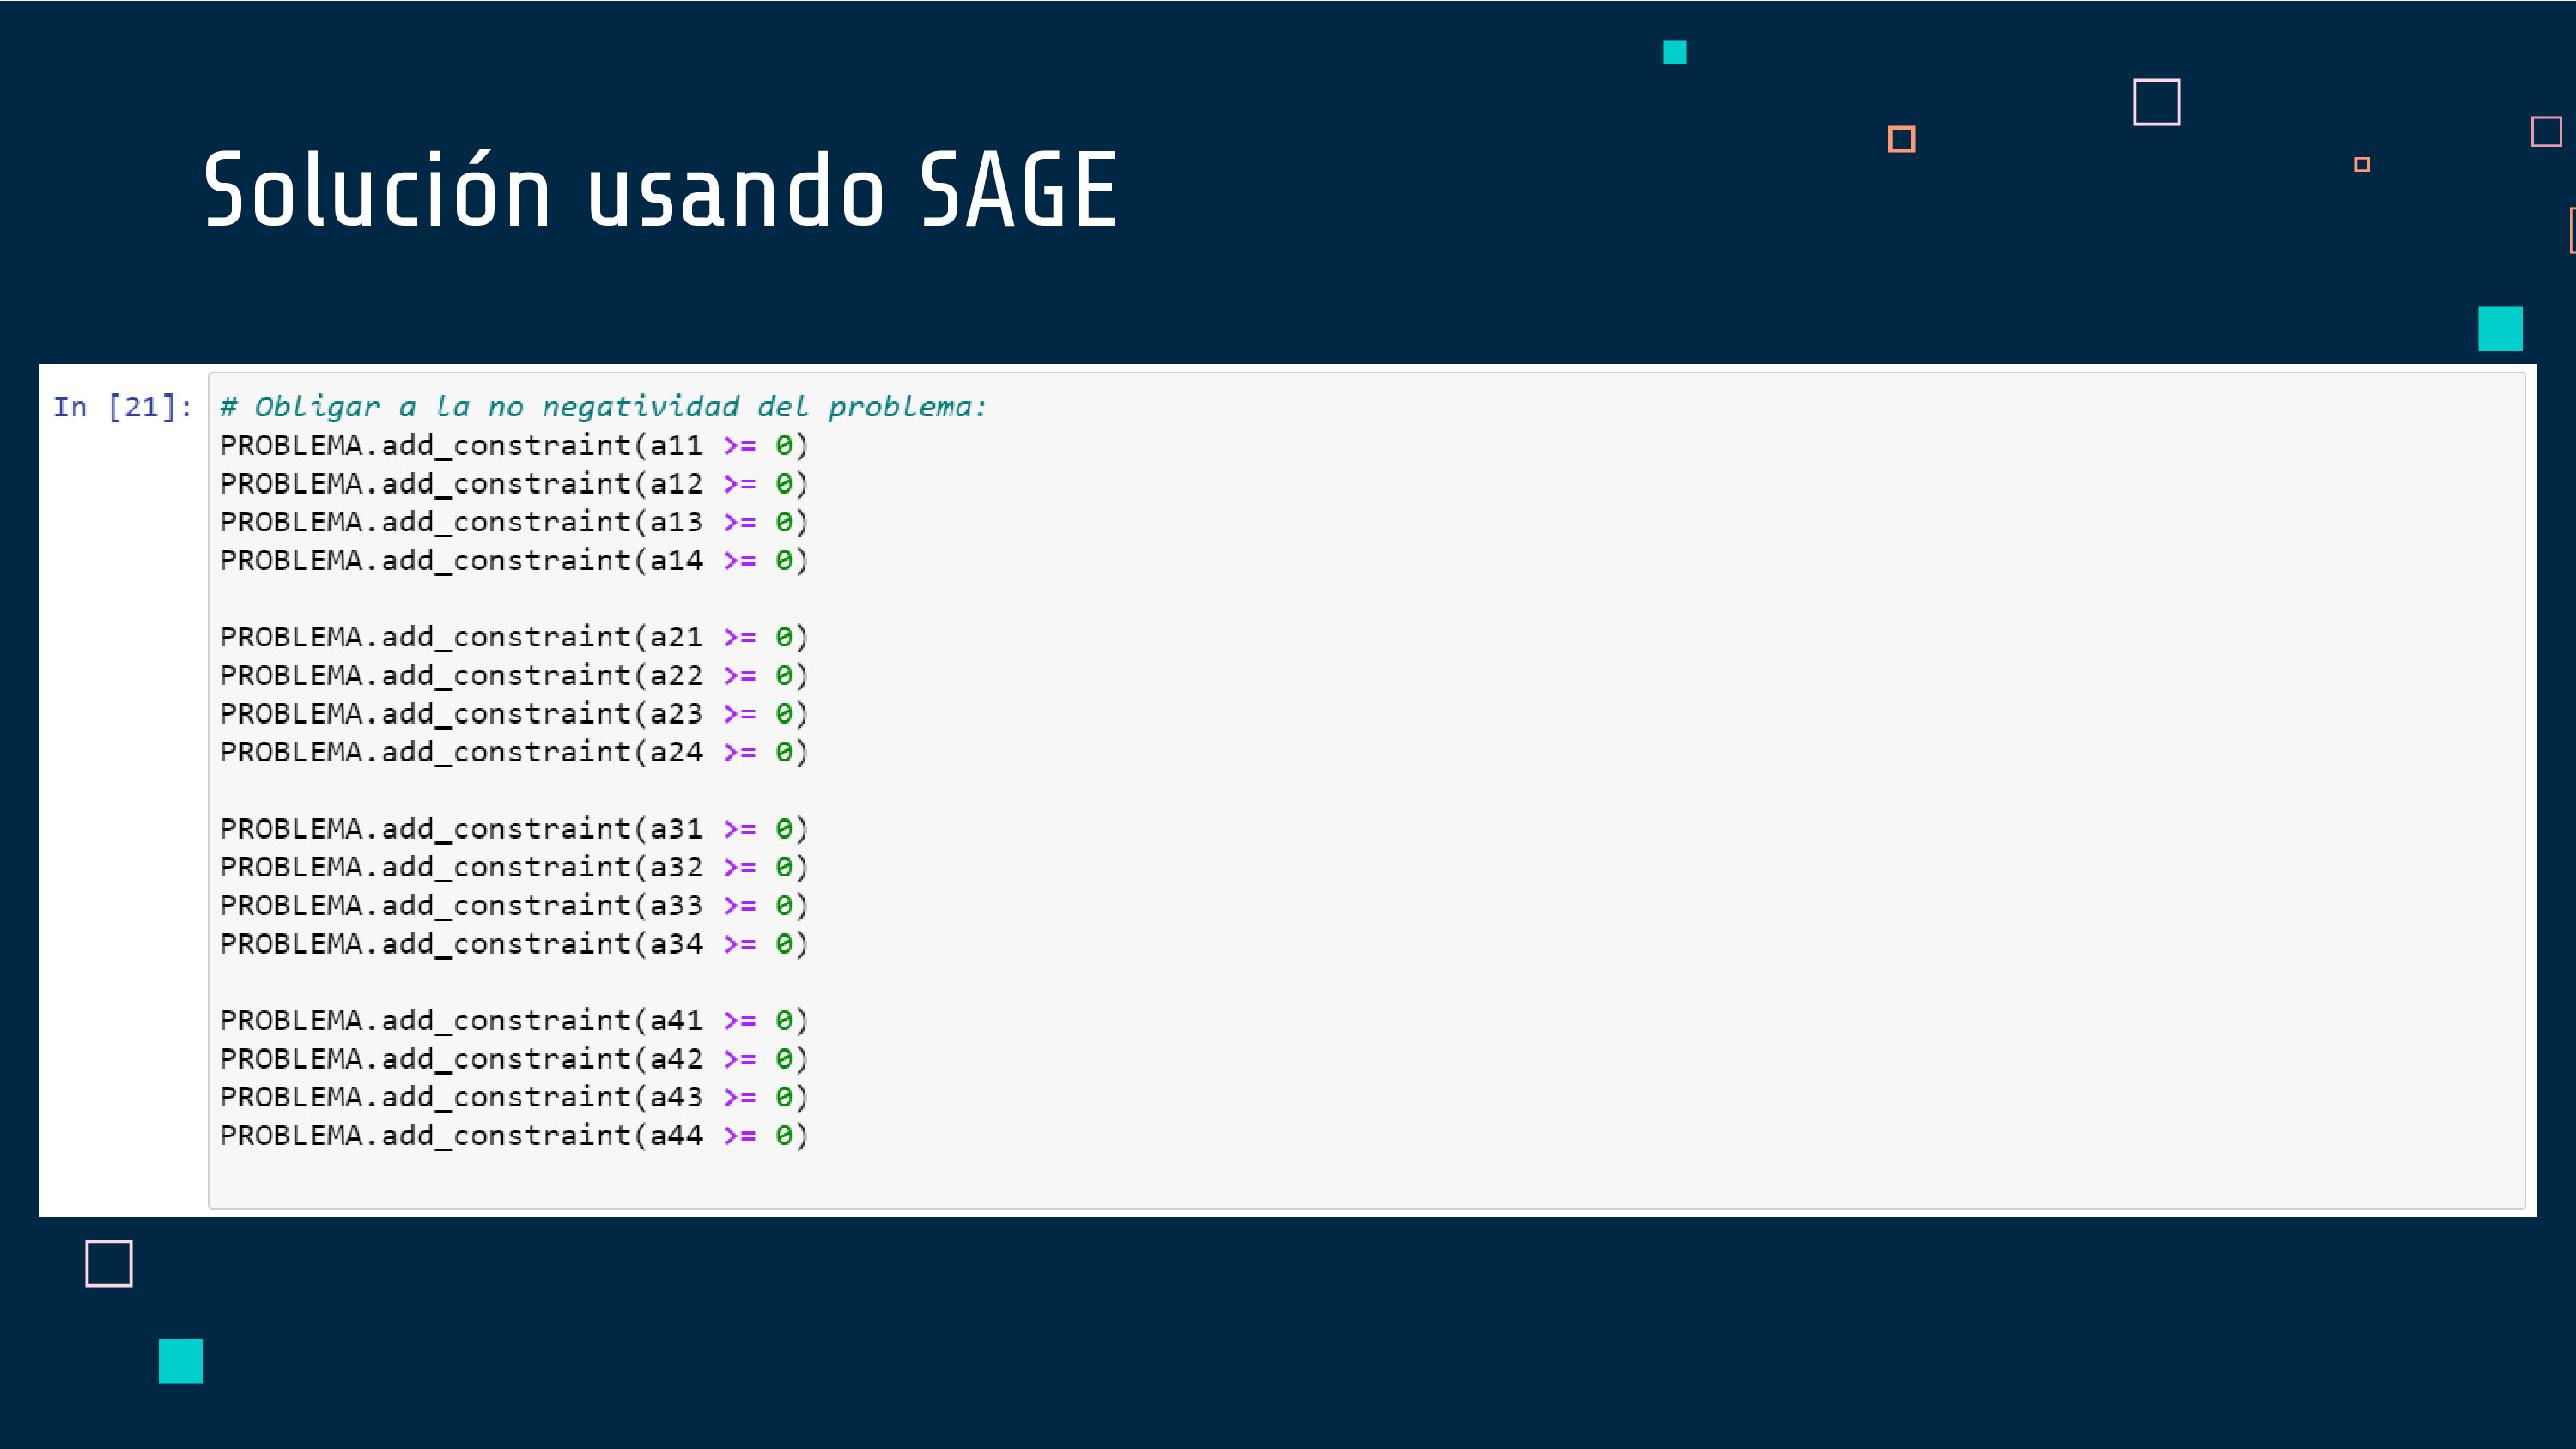 Solución usando SAGE
In [21]: # Obligar a la no negatividad del problema:
PROBLEMA.add_constraint(a11 >= 0)
PROBLEMA.add_constraint(a12 >= 0)
PROBLEMA.add_constraint(a13 >= 0)
PROBLEMA.add_constraint(a14 >= 0)
PROBLEMA.add_constraint(a21 >= 0)
PROBLEMA.add_constraint(a22 >= 0)
PROBLEMA.add_constraint(a23 >= 0)
PROBLEMA.add_constraint(a24 >= 0)
PROBLEMA.add_constraint(a31 >= 0)
PROBLEMA.add_constraint(a32 >= 0)
PROBLEMA.add_constraint(a33 >= 0)
PROBLEMA.add_constraint(a34 >= 0)
PROBLEMA.add_constraint(a41 >= 0)
PROBLEMA.add_constraint(a42 >= 0)
PROBLEMA.add_constraint(a43 >= 0)
PROBLEMA.add_constraint(a44 >= 0)